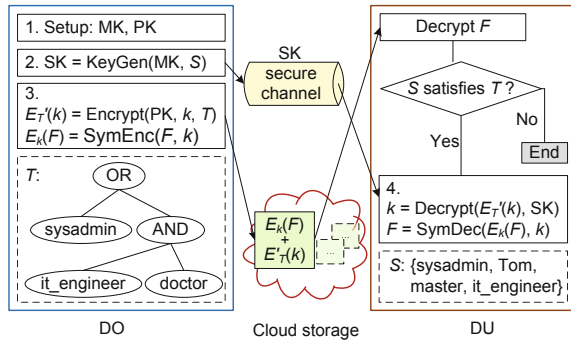 1. Setup: MK, PK
2. SK = KeyGen(MK, S)
3.
E_T'(k) = Encrypt(PK, k, T)
E_k(F) = SymEnc(F, k)
T:
OR
sysadmin
AND
it_engineer
doctor
DO
SK
secure
channel
E_k(F)
+
E'_T(k)
...
...
Cloud storage
Decrypt F
S satisfies T ?
No
Yes
End
4.
k = Decrypt(E_T'(k), SK)
F = SymDec(E_k(F), k)
S: {sysadmin, Tom,
master, it_engineer}
DU